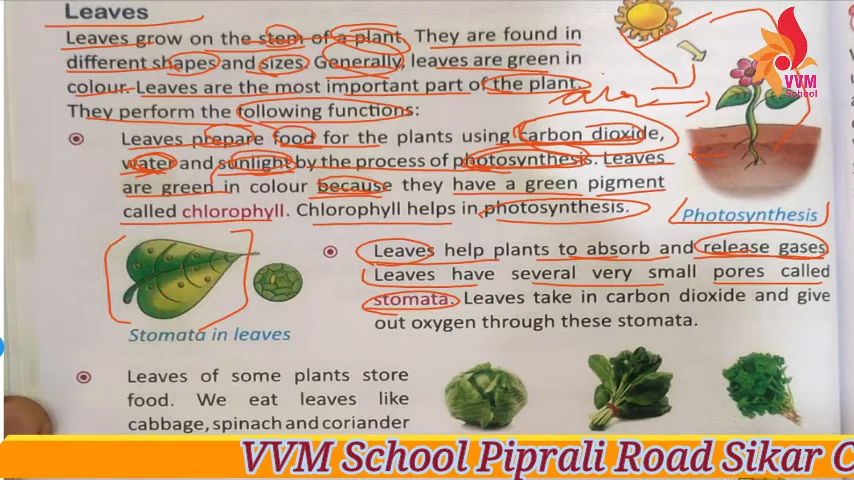 Leaves
Leaves grow on the stem of a plant. They are found in
different shapes and sizes. Generally, leaves are green in
colour. Leaves are the most important part of the plant.
They perform the following functions:
Leaves prepare food for the plants using carbon dioxide,
water and sunlight by the process of photosynthesis. Leaves
are green in colour because they have a green pigment
called chlorophyll. Chlorophyll helps in photosynthesis.
air
VVM
School
Photosynthesis
Leaves help plants to absorb and release gases
Leaves have several very small pores called
stomata. Leaves take in carbon dioxide and give
out oxygen through these stomata.
Stomata in leaves
Leaves of some plants store
food. We eat leaves like
cabbage, spinach and coriander
VVM School Piprali Road Sikar C